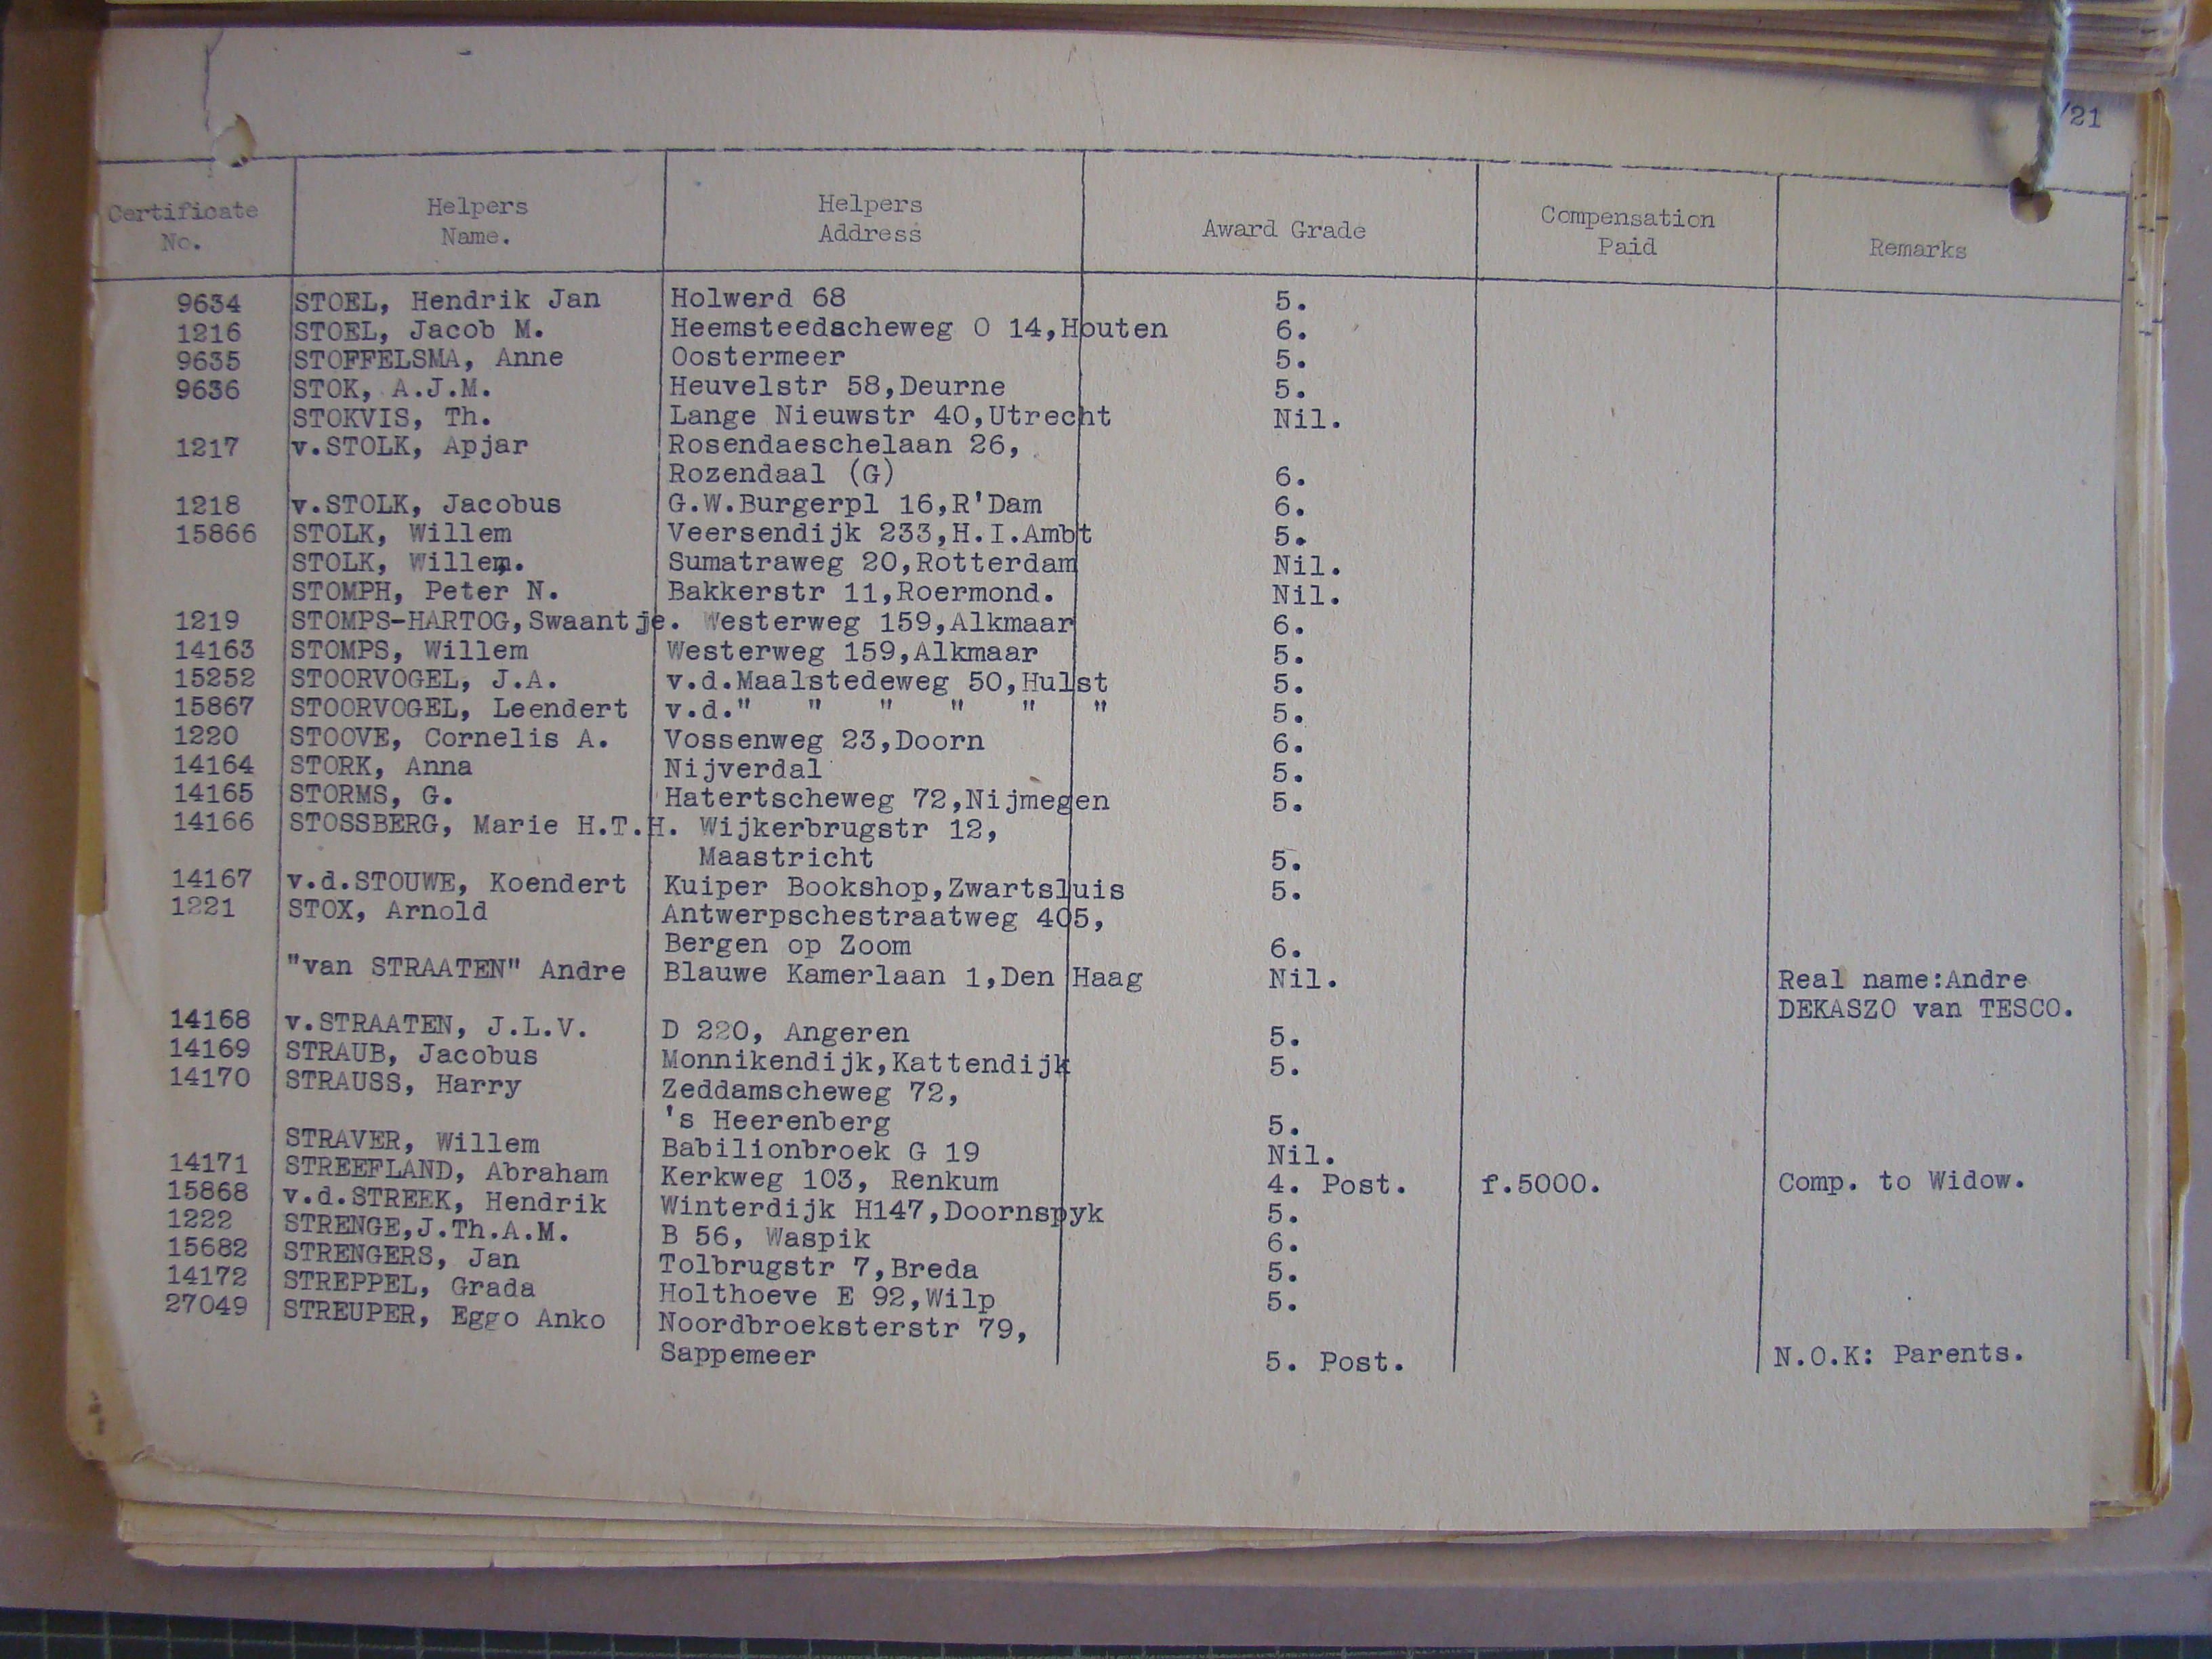 /21
Certificate No. Helpers Name. Helpers Address Award Grade Compensation Paid Remarks
9634 STOEL, Hendrik Jan Holwerd 68 5.
1216 STOEL, Jacob M. Heemsteedscheweg O 14,Houten 6.
9635 STOFFELSMA, Anne Oostermeer 5.
9636 STOK, A.J.M. Heuvelstr 58,Deurne 5.
STOKVIS, Th. Lange Nieuwstr 40,Utrecht Nil.
1217 v.STOLK, Apjar Rosendaeschelaan 26,
Rozendaal (G) 6.
1218 v.STOLK, Jacobus G.W.Burgerpl 16,R'Dam 6.
15866 STOLK, Willem Veersendijk 233,H.I.Ambt 5.
STOLK, Willem. Sumatraweg 20,Rotterdam Nil.
STOMPH, Peter N. Bakkerstr 11,Roermond. Nil.
1219 STOMPS-HARTOG,Swaantje. Westerweg 159,Alkmaar 6.
14163 STOMPS, Willem Westerweg 159,Alkmaar 5.
15252 STOORVOGEL, J.A. v.d.Maalstedeweg 50,Hulst 5.
15867 STOORVOGEL, Leendert v.d." " " " " " 5.
1220 STOOVE, Cornelis A. Vossenweg 23,Doorn 6.
14164 STORK, Anna Nijverdal 5.
14165 STORMS, G. Hatertscheweg 72,Nijmegen 5.
14166 STOSSBERG, Marie H.T.H. Wijkerbrugstr 12,
Maastricht 5.
14167 v.d.STOUWE, Koendert Kuiper Bookshop,Zwartsluis 5.
1221 STOX, Arnold Antwerpschestraatweg 405,
Bergen op Zoom 6.
"van STRAATEN" Andre Blauwe Kamerlaan 1,Den Haag Nil. Real name:Andre
DEKASZO van TESCO.
14168 v.STRAATEN, J.L.V. D 220, Angeren 5.
14169 STRAUB, Jacobus Monnikendijk,Kattendijk 5.
14170 STRAUSS, Harry Zeddamscheweg 72,
's Heerenberg 5.
STRAVER, Willem Babilionbroek G 19 Nil.
14171 STREEFLAND, Abraham Kerkweg 103, Renkum 4. Post. f.5000. Comp. to Widow.
15868 v.d.STREEK, Hendrik Winterdijk H147,Doornspyk 5.
1222 STRENGE,J.Th.A.M. B 56, Waspik 6.
15682 STRENGERS, Jan Tolbrugstr 7,Breda 5.
14172 STREPPEL, Grada Holthoeve E 92,Wilp 5.
27049 STREUPER, Eggo Anko Noordbroeksterstr 79,
Sappemeer 5. Post. N.O.K: Parents.